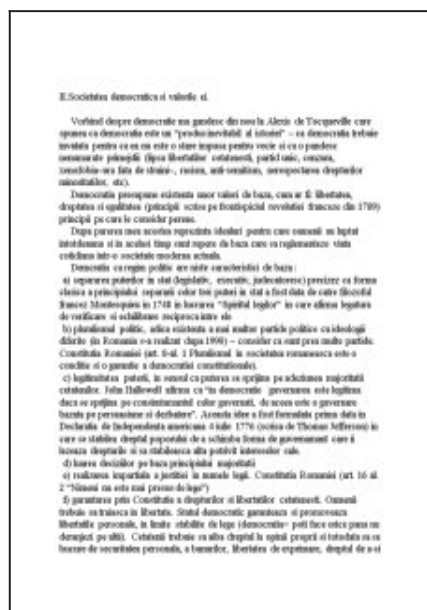 II.Societatea democratica si valorile ei.
Vorbind despre democratie ma gandesc din nou la Alexis de Tocqueville care
spunea ca democratia este un "produs inevitabil al istoriei" – ca democratia trebuie
invatata pentru ca ea nu este o stare impusa pentru vecie si ca o pandesc
nenumarate primejdii (lipsa libertatilor cetatenesti, partid unic, cenzura,
xenofobia-ura fata de straini-, rasism, anti-semitism, nerespectarea drepturilor
minoritatilor, etc).
Democratia presupune existenta unor valori de baza, cum ar fi: libertatea,
dreptatea si egalitatea (principii scrise pe frontispiciul revolutiei franceze din 1789)
principii pe care le consider perene.
Dupa parerea mea acestea reprezinta idealuri pentru care oamenii au luptat
intotdeauna si in acelasi timp sunt repere de baza care sa reglementeze viata
cotidiana intr-o societate moderna actuala.
Democratia ca regim politic are niste caracteristici de baza :
a) separarea puterilor in stat (legislativ, executiv, judecatoresc) precizez ca forma
clasica a principiului separarii celor trei puteri in stat a fost data de catre filozoful
francez Montesquieu in 1748 in lucrarea "Spiritul legilor" in care afirma legatura
de verificare si echilibrare reciproca intre ele
b) pluralismul politic, adica existenta a mai multor partide politice cu ideologii
diferite (in Romania s-a realizat dupa 1990) – consider ca sunt prea multe partide.
Constitutia Romaniei (art. 8-al. 1 Pluralismul in societatea romaneasca este o
conditie si o garantie a democratiei constitutionale).
c) legitimitatea puterii, in sensul ca puterea se sprijina pe adeziunea majoritatii
cetatenilor. John Hallowell afirma ca "in democratie guvernarea este legitima
daca se sprijina pe consimtamantul celor guvernati, de aceea este o guvernare
bazata pe persuasiune si dezbatere". Aceasta idee a fost formulata prima data in
Declaratia de Independenta americana 4 iulie 1776 (scrisa de Thomas Jefferson) in
care se stabilea dreptul poporului de a schimba forma de guvernamant care ii
lezeaza drepturile si sa stabileasca alta potrivit intereselor sale.
d) luarea deciziilor pe baza principiului majoritatii
e) realizarea impartiala a justitiei in numele legii. Constitutia Romaniei (art. 16 al.
2 "Nimeni nu este mai presus de lege")
f) garantarea prin Constitutie a drepturilor si libertatilor cetatenesti. Oamenii
trebuie sa traiasca in libertate. Statul democratic garanteaza si promoveaza
libertatile personale, in limite stabilite de lege (democratia= poti face orice pana nu
deranjezi pe altii). Cetatenii trebuie sa aiba dreptul la opinii proprii si totodata sa se
bucure de securitatea personala, a bunurilor, libertatea de exprimare, dreptul de a-si